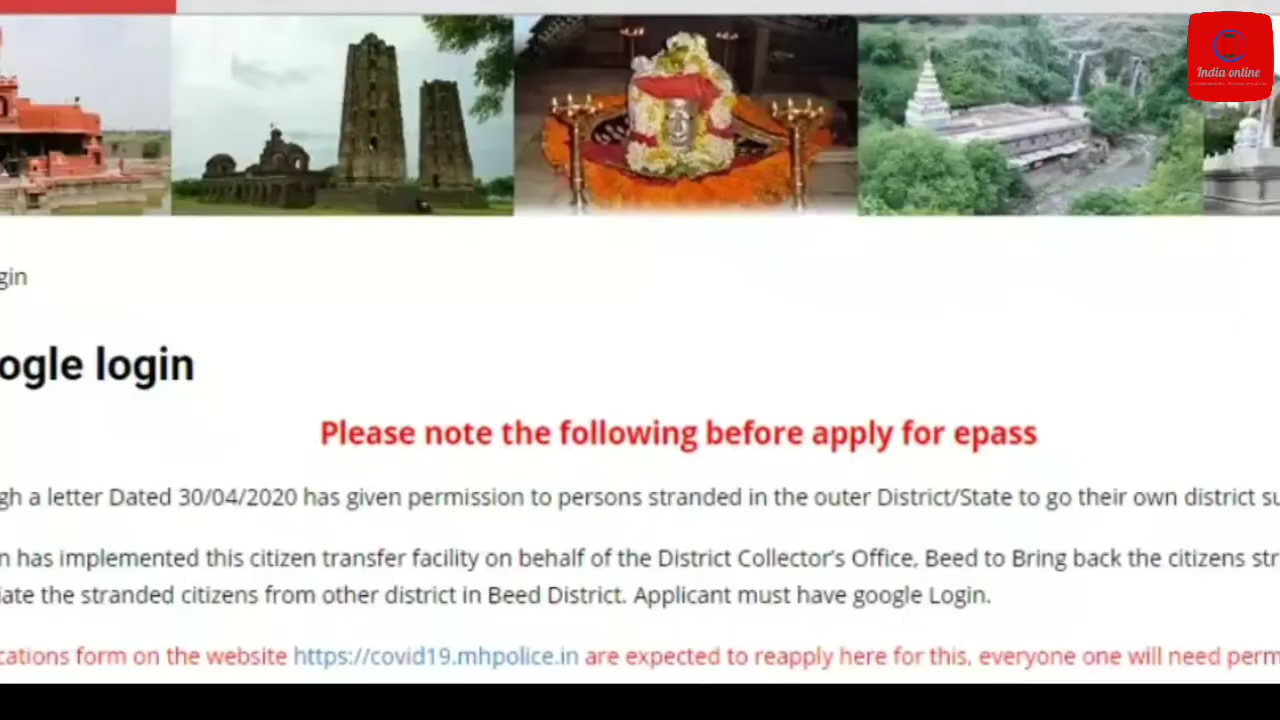 India online
gin
ogle login
Please note the following before apply for epass
gh a letter Dated 30/04/2020 has given permission to persons stranded in the outer District/State to go their own district su
n has implemented this citizen transfer facility on behalf of the District Collector's Office, Beed to Bring back the citizens str
iate the stranded citizens from other district in Beed District. Applicant must have google Login.
cations form on the website https://covid19.mhpolice.in are expected to reapply here for this, everyone one will need perm